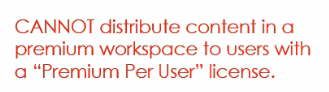 CANNOT distribute content in a
premium workspace to users with
a “Premium Per User” license.